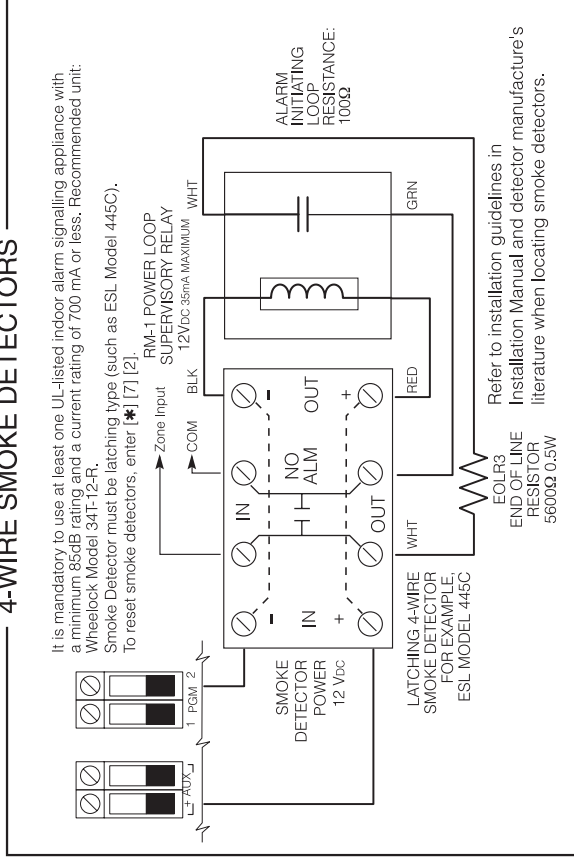 4-WIRE SMOKE DETECTORS
It is mandatory to use at least one UL-listed indoor alarm signalling appliance with
a minimum 85dB rating and a current rating of 700 mA or less. Recommended unit:
Wheelock Model 34T-12-R.
Smoke Detector must be latching type (such as ESL Model 445C).
To reset smoke detectors, enter [✱] [7] [2].
1 PGM 2
+ AUX -
Zone Input
COM
RM-1 POWER LOOP
SUPERVISORY RELAY
12VDC 35mA MAXIMUM
BLK
WHT
ALARM
INITIATING
LOOP
RESISTANCE:
100Ω
SMOKE
DETECTOR
POWER
12 VDC
- IN +
IN
NO
ALM
OUT
- OUT +
RED
GRN
WHT
LATCHING 4-WIRE
SMOKE DETECTOR
FOR EXAMPLE,
ESL MODEL 445C
EOLR3
END OF LINE
RESISTOR
5600Ω 0.5W
Refer to installation guidelines in
Installation Manual and detector manufacture's
literature when locating smoke detectors.